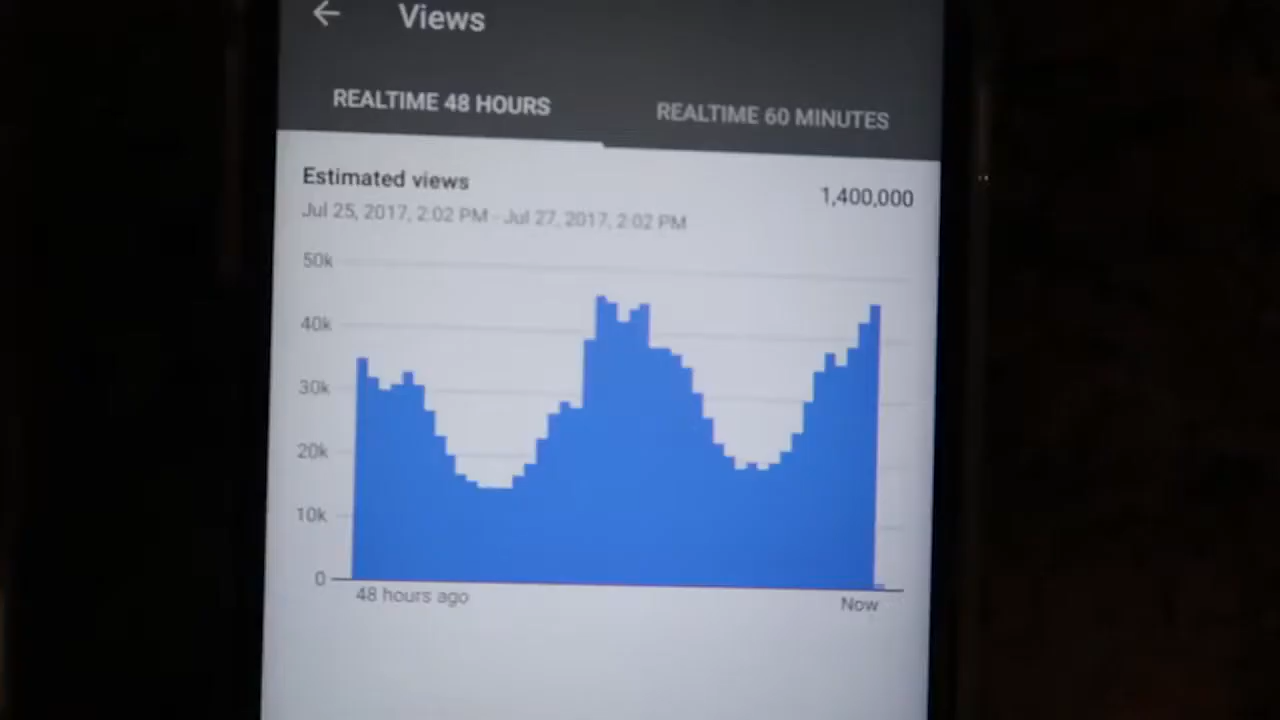 Views
REALTIME 48 HOURS
REALTIME 60 MINUTES
Estimated views
1,400,000
Jul 25, 2017, 2:02 PM - Jul 27, 2017, 2:02 PM
50k
40k
30k
20k
10k
0
48 hours ago
Now